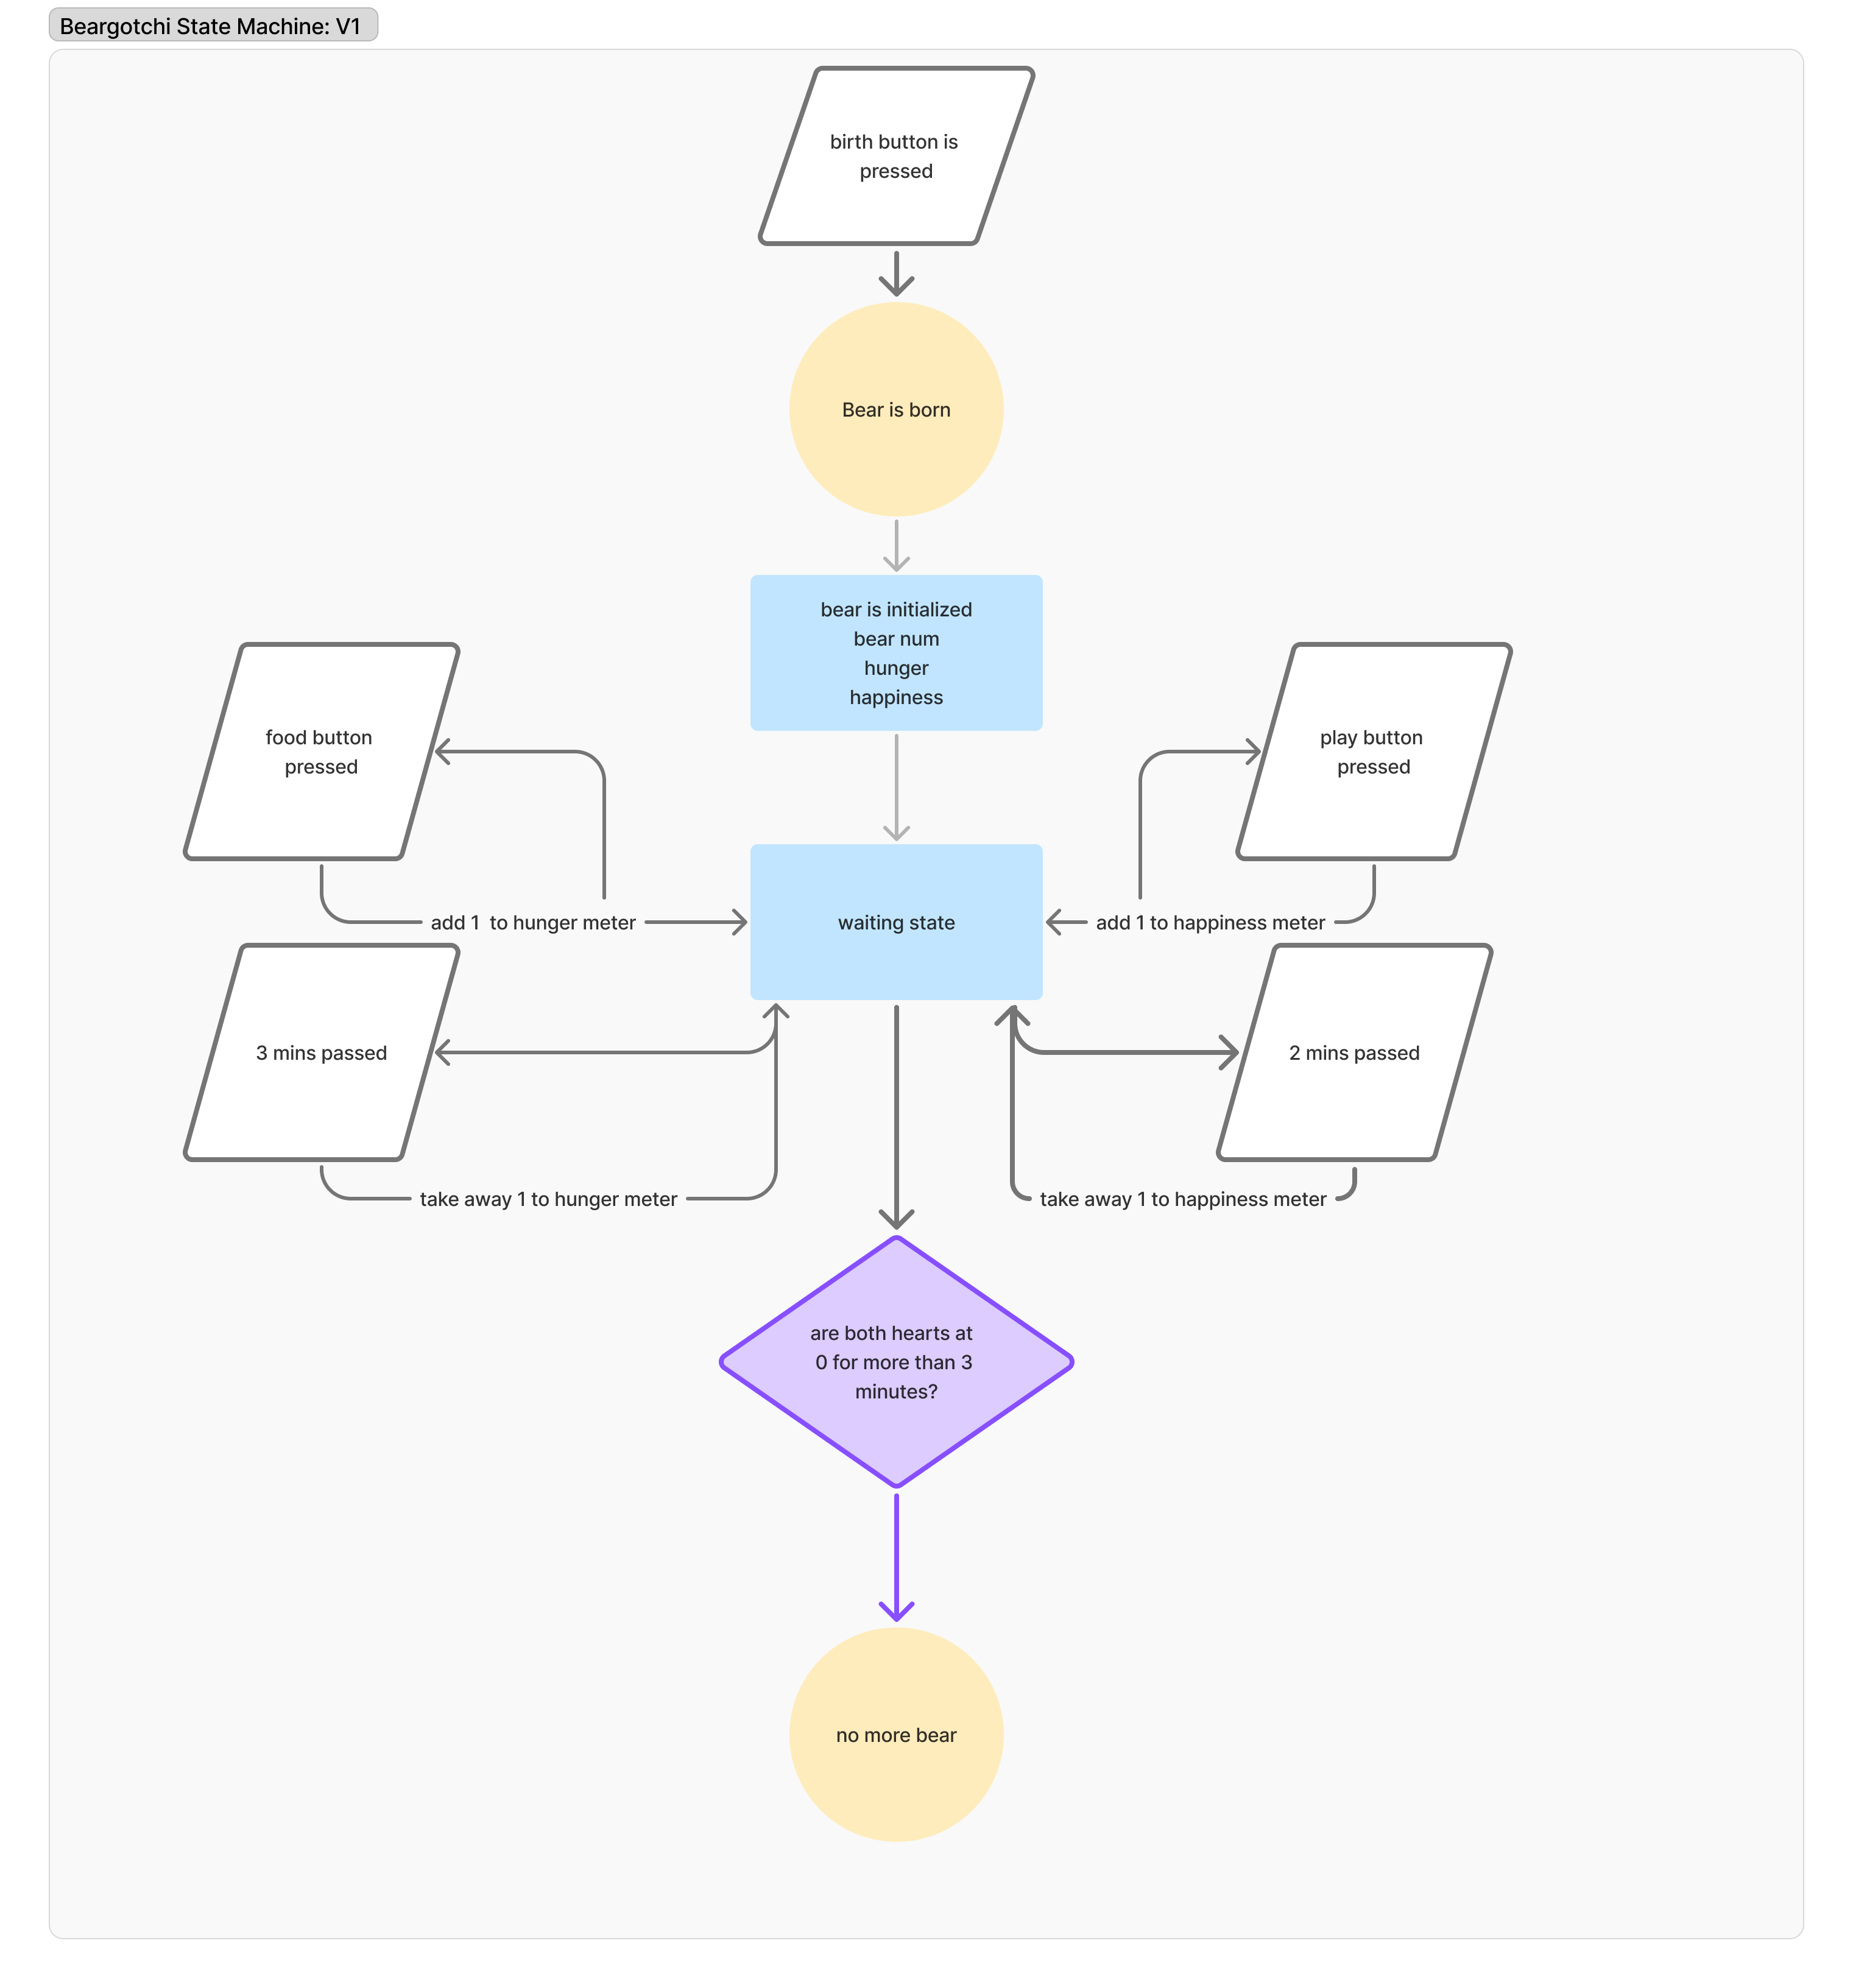 Beargotchi State Machine: V1
birth button is
pressed
Bear is born
bear is initialized
bear num
hunger
happiness
food button
pressed
play button
pressed
add 1  to hunger meter
waiting state
add 1 to happiness meter
3 mins passed
2 mins passed
take away 1 to hunger meter
take away 1 to happiness meter
are both hearts at
0 for more than 3
minutes?
no more bear